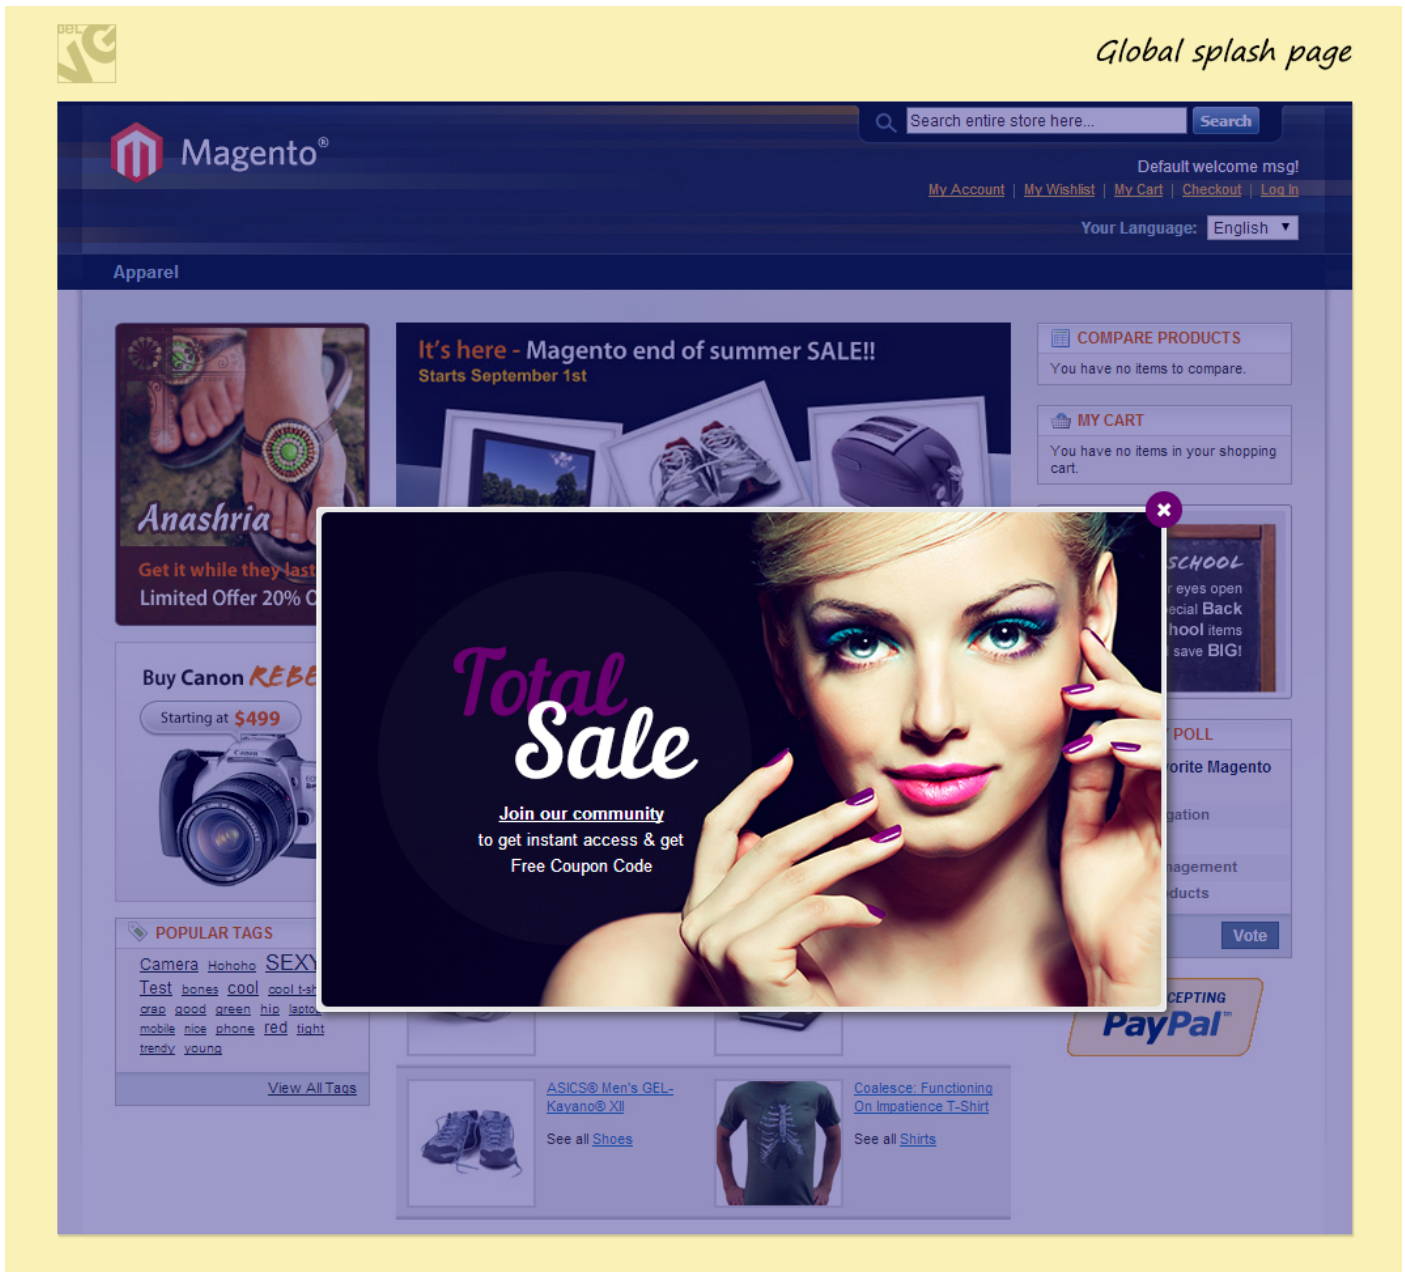 Global splash page
Magento®
Search entire store here...
Search
Default welcome msg!
My Account | My Wishlist | My Cart | Checkout | Log In
Your Language: English
Apparel
Anashria
Get it while they last
Limited Offer 20% O
It's here - Magento end of summer SALE!!
Starts September 1st
COMPARE PRODUCTS
You have no items to compare.
MY CART
You have no items in your shopping
cart.
SCHOOL
r eyes open
ecial Back
hool items
save BIG!
Buy Canon REBE
Starting at $499
Canon
Total
Sale
Join our community
to get instant access & get
Free Coupon Code
POLL
orite Magento
gation
nagement
ducts
Vote
POPULAR TAGS
Camera Hohoho SEXY
Test bones cool cool t-sh
crap good green hip laptop
mobile nice phone red tight
trendy young
View All Tags
CEPTING
PayPal™
ASICS® Men's GEL-
Kayano® XII
See all Shoes
Coalesce: Functioning
On Impatience T-Shirt
See all Shirts